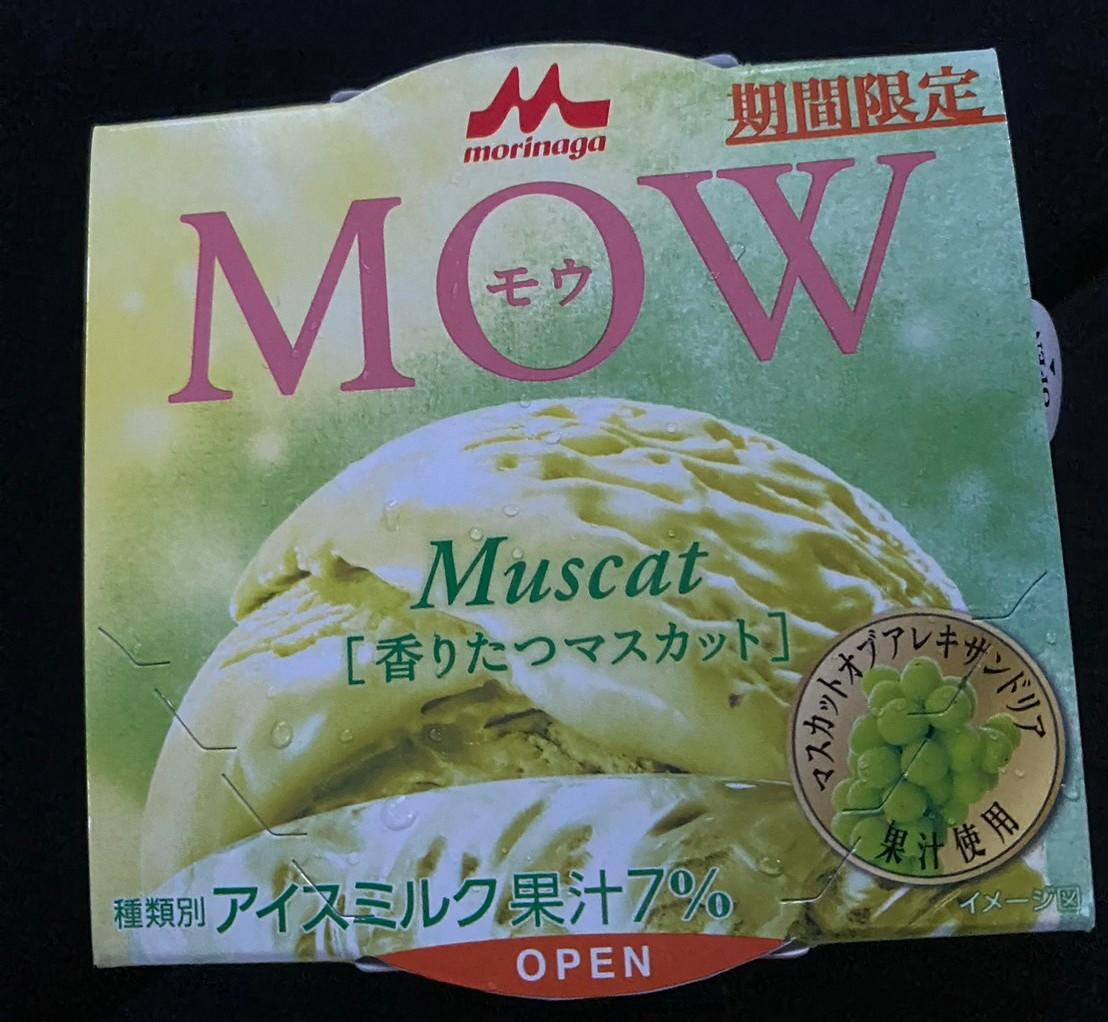 morinaga
期間限定
MOW
モウ
Muscat
[香りたつマスカット]
マスカットオブアレキサンドリア
果汁使用
種類別 アイスミルク 果汁7%
イメージ図
OPEN
OPEN